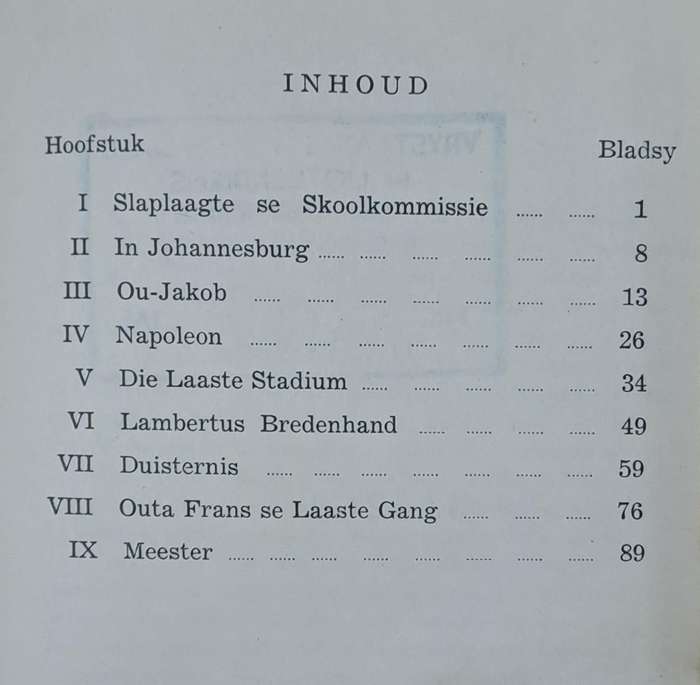 INHOUD
Hoofstuk Bladsy
I Slaplaagte se Skoolkommissie ...... ...... 1
II In Johannesburg ...... ...... ...... ...... ...... ...... 8
III Ou-Jakob ...... ...... ...... ...... ...... ...... ...... 13
IV Napoleon ...... ...... ...... ...... ...... ...... ...... 26
V Die Laaste Stadium ...... ...... ...... ...... ...... 34
VI Lambertus Bredenhand ...... ...... ...... ...... 49
VII Duisternis ...... ...... ...... ...... ...... ...... ...... 59
VIII Outa Frans se Laaste Gang ...... ...... ...... 76
IX Meester ...... ...... ...... ...... ...... ...... ...... ...... 89